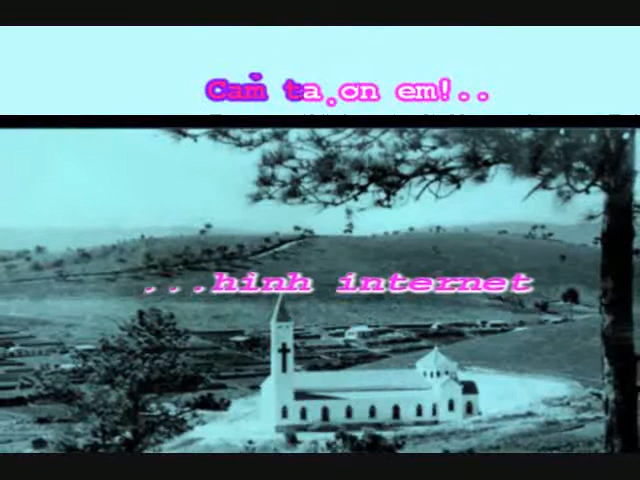 Cảm tạ ơn em!..
...hinh internet